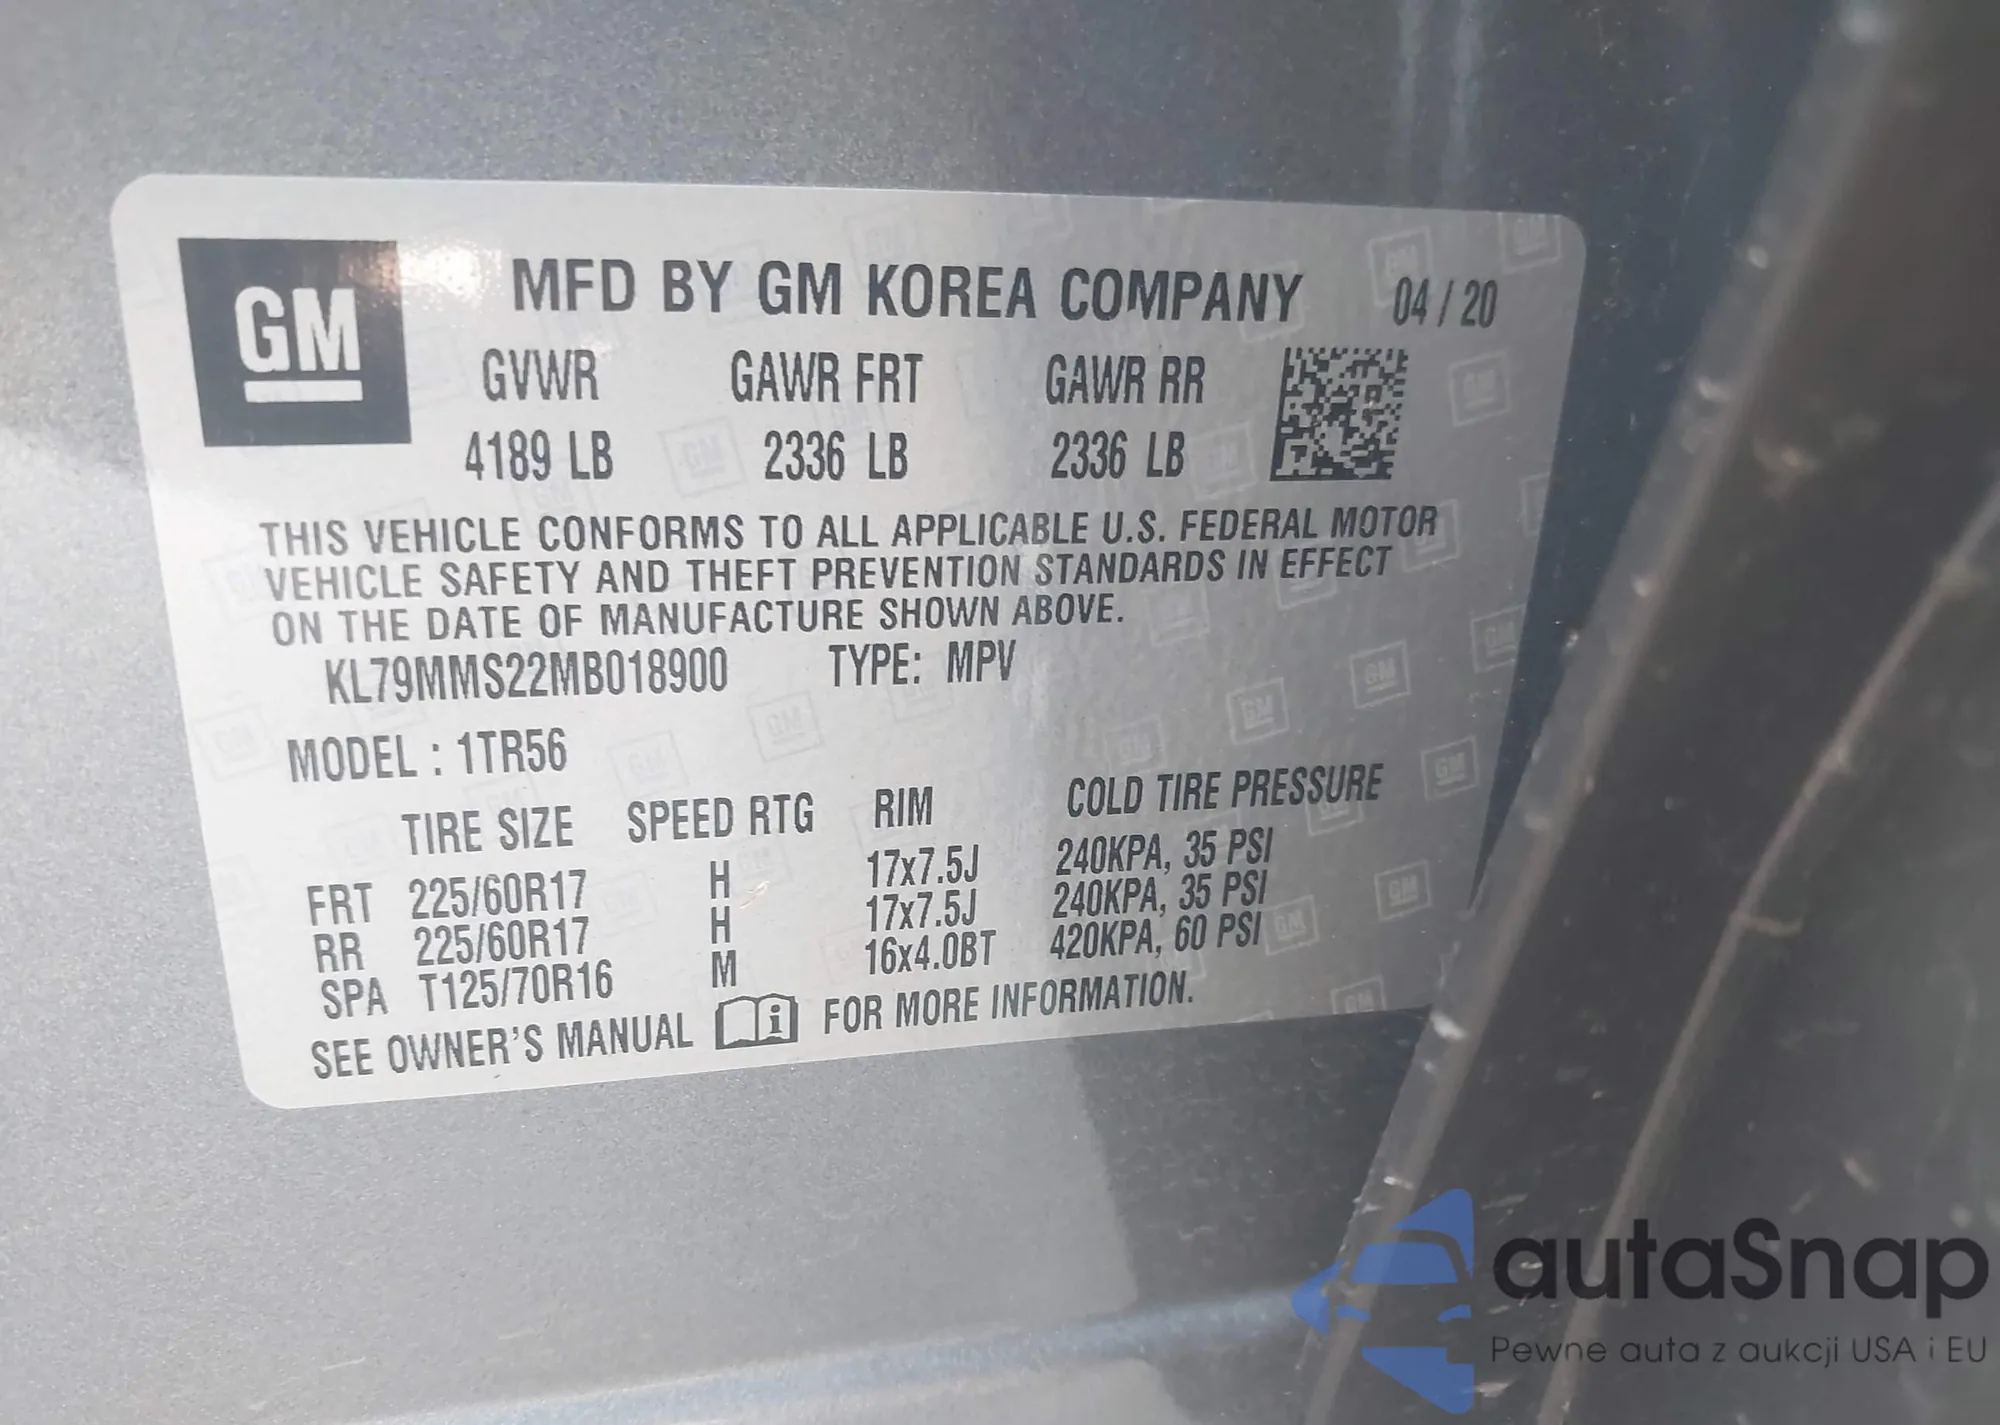 GM
MFD BY GM KOREA COMPANY 04 / 20
GVWR GAWR FRT GAWR RR
4189 LB 2336 LB 2336 LB
THIS VEHICLE CONFORMS TO ALL APPLICABLE U.S. FEDERAL MOTOR
VEHICLE SAFETY AND THEFT PREVENTION STANDARDS IN EFFECT
ON THE DATE OF MANUFACTURE SHOWN ABOVE.
KL79MMS22MB018900 TYPE: MPV
MODEL : 1TR56
TIRE SIZE SPEED RTG RIM COLD TIRE PRESSURE
FRT 225/60R17 H 17x7.5J 240KPA, 35 PSI
RR 225/60R17 H 17x7.5J 240KPA, 35 PSI
SPA T125/70R16 M 16x4.0BT 420KPA, 60 PSI
SEE OWNER'S MANUAL i FOR MORE INFORMATION.
autaSnap
Pewne auta z aukcji USA i EU